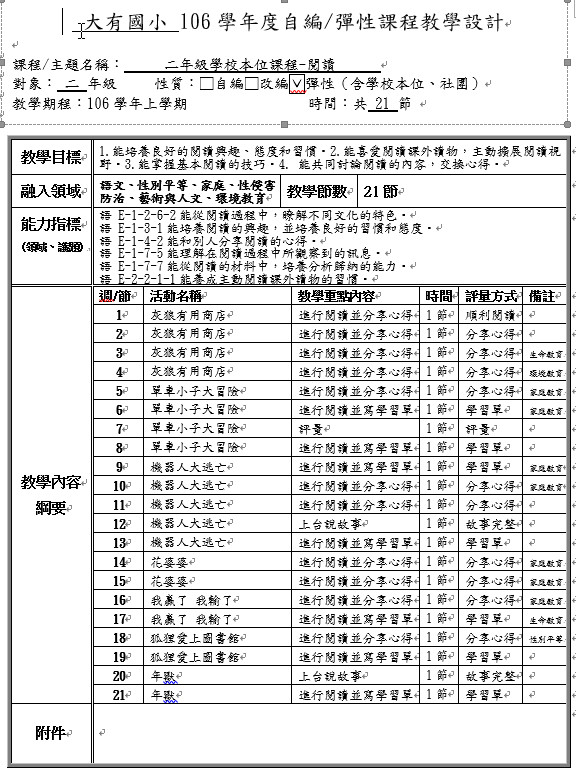 大有國小 106 學年度自編/彈性課程教學設計
課程/主題名稱：二年級學校本位課程-閱讀
對象：二 年級 性質：□自編□改編☑彈性（含學校本位、社團）
教學期程：106 學年上學期 時間：共 21 節
教學目標 1.能培養良好的閱讀興趣、態度和習慣。2.能喜愛閱讀課外讀物，主動擴展閱讀視
野。3.能掌握基本閱讀的技巧。4. 能共同討論閱讀的內容，交換心得。
融入領域 語文、性別平等、家庭、性侵害
防治、藝術與人文、環境教育 教學節數 21 節
能力指標
(領域、議題)
語 E-1-2-6-2 能從閱讀過程中，瞭解不同文化的特色。
語 E-1-3-1 能培養閱讀的興趣，並培養良好的習慣和態度。
語 E-1-4-2 能和別人分享閱讀的心得。
語 E-1-7-5 能理解在閱讀過程中所觀察到的訊息。
語 E-1-7-7 能從閱讀的材料中，培養分析歸納的能力。
語 E-2-2-1-1 能養成主動閱讀課外讀物的習慣。
教學內容
綱要
週/節 活動名稱 教學重點內容 時間 評量方式 備註
1 灰狼有用商店 進行閱讀並分享心得 1 節 順利閱讀
2 灰狼有用商店 進行閱讀並分享心得 1 節 分享心得
3 灰狼有用商店 進行閱讀並分享心得 1 節 分享心得 生命教育
4 灰狼有用商店 進行閱讀並分享心得 1 節 分享心得 環境教育
5 單車小子大冒險 進行閱讀並分享心得 1 節 分享心得 家庭教育
6 單車小子大冒險 進行閱讀並寫學習單 1 節 學習單 家庭教育
7 單車小子大冒險 評量 1 節 評量
8 單車小子大冒險 進行閱讀並寫學習單 1 節 學習單
9 機器人大逃亡 進行閱讀並寫學習單 1 節 學習單 家庭教育
10 機器人大逃亡 進行閱讀並分享心得 1 節 分享心得 家庭教育
11 機器人大逃亡 進行閱讀並分享心得 1 節 分享心得
12 機器人大逃亡 上台說故事 1 節 故事完整
13 機器人大逃亡 進行閱讀並寫學習單 1 節 學習單
14 花婆婆 進行閱讀並分享心得 1 節 分享心得 家庭教育
15 花婆婆 進行閱讀並分享心得 1 節 分享心得 家庭教育
16 我贏了 我輸了 進行閱讀並分享心得 1 節 分享心得 家庭教育
17 我贏了 我輸了 進行閱讀並寫學習單 1 節 學習單 生命教育
18 狐狸愛上圖書館 進行閱讀並分享心得 1 節 分享心得 性別平等
19 狐狸愛上圖書館 進行閱讀並寫學習單 1 節 學習單
20 年獸 上台說故事 1 節 故事完整
21 年獸 進行閱讀並寫學習單 1 節 學習單
附件